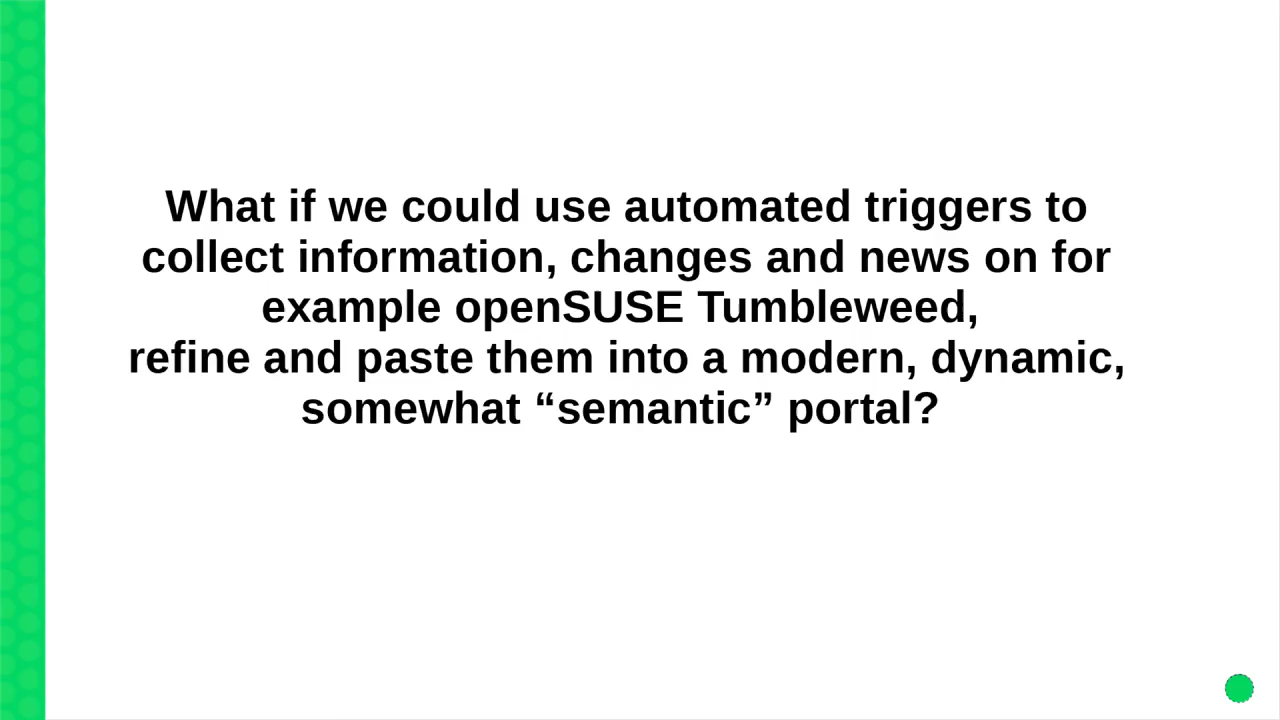 What if we could use automated triggers to
collect information, changes and news on for
example openSUSE Tumbleweed,
refine and paste them into a modern, dynamic,
somewhat “semantic” portal?